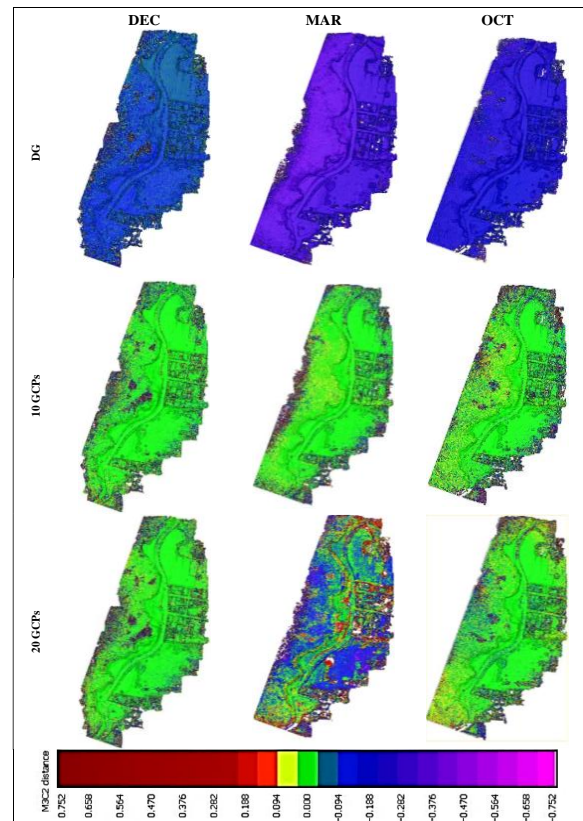 DEC MAR OCT
DG
10 GCPs
20 GCPs
M3C2 distance
0.752 0.658 0.564 0.470 0.376 0.282 0.188 0.094 0.000 -0.094 -0.188 -0.282 -0.376 -0.470 -0.564 -0.658 -0.752